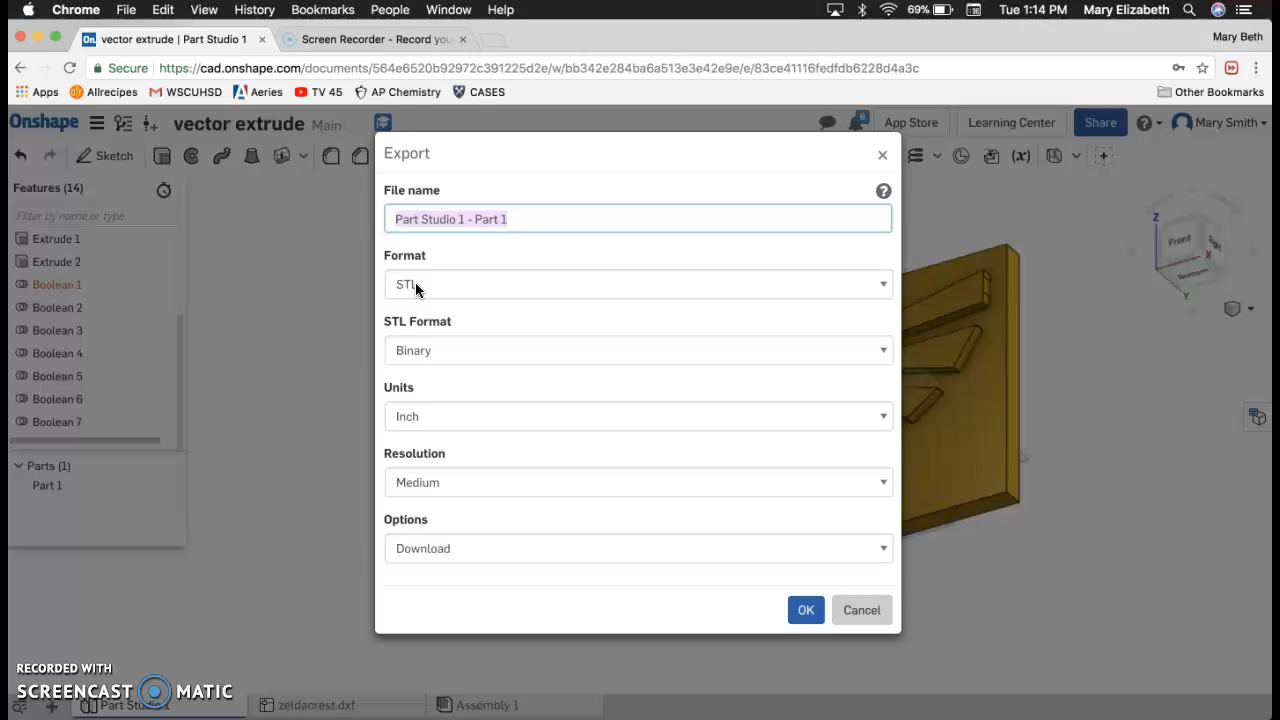 Chrome File Edit View History Bookmarks People Window Help 69% Tue 1:14 PM Mary Elizabeth
On. vector extrude | Part Studio 1 × Screen Recorder - Record you × Mary Beth
Secure https://cad.onshape.com/documents/564e6520b92972c391225d2e/w/bb342e284ba6a513e3e42e9e/e/83ce41116fedfdb6228d4a3c
Apps Allrecipes WSCUHSD Aeries TV 45 AP Chemistry CASES Other Bookmarks
Onshape vector extrude Main 6 App Store Learning Center ? Share Mary Smith
Sketch (x)
Export ×
Features (14)
File name ?
Filter by name or type
Part Studio 1 - Part 1
Extrude 1
Extrude 2
Boolean 1
Boolean 2
Boolean 3
Boolean 4
Boolean 5
Boolean 6
Boolean 7
Parts (1)
Part 1
Format
STL
STL Format
Binary
Units
Inch
Resolution
Medium
Options
Download
OK Cancel
Z
Front
X
Bottom
Y
RECORDED WITH
SCREENCAST MATIC
Part Studio 1 zeldacrest.dxf Assembly 1